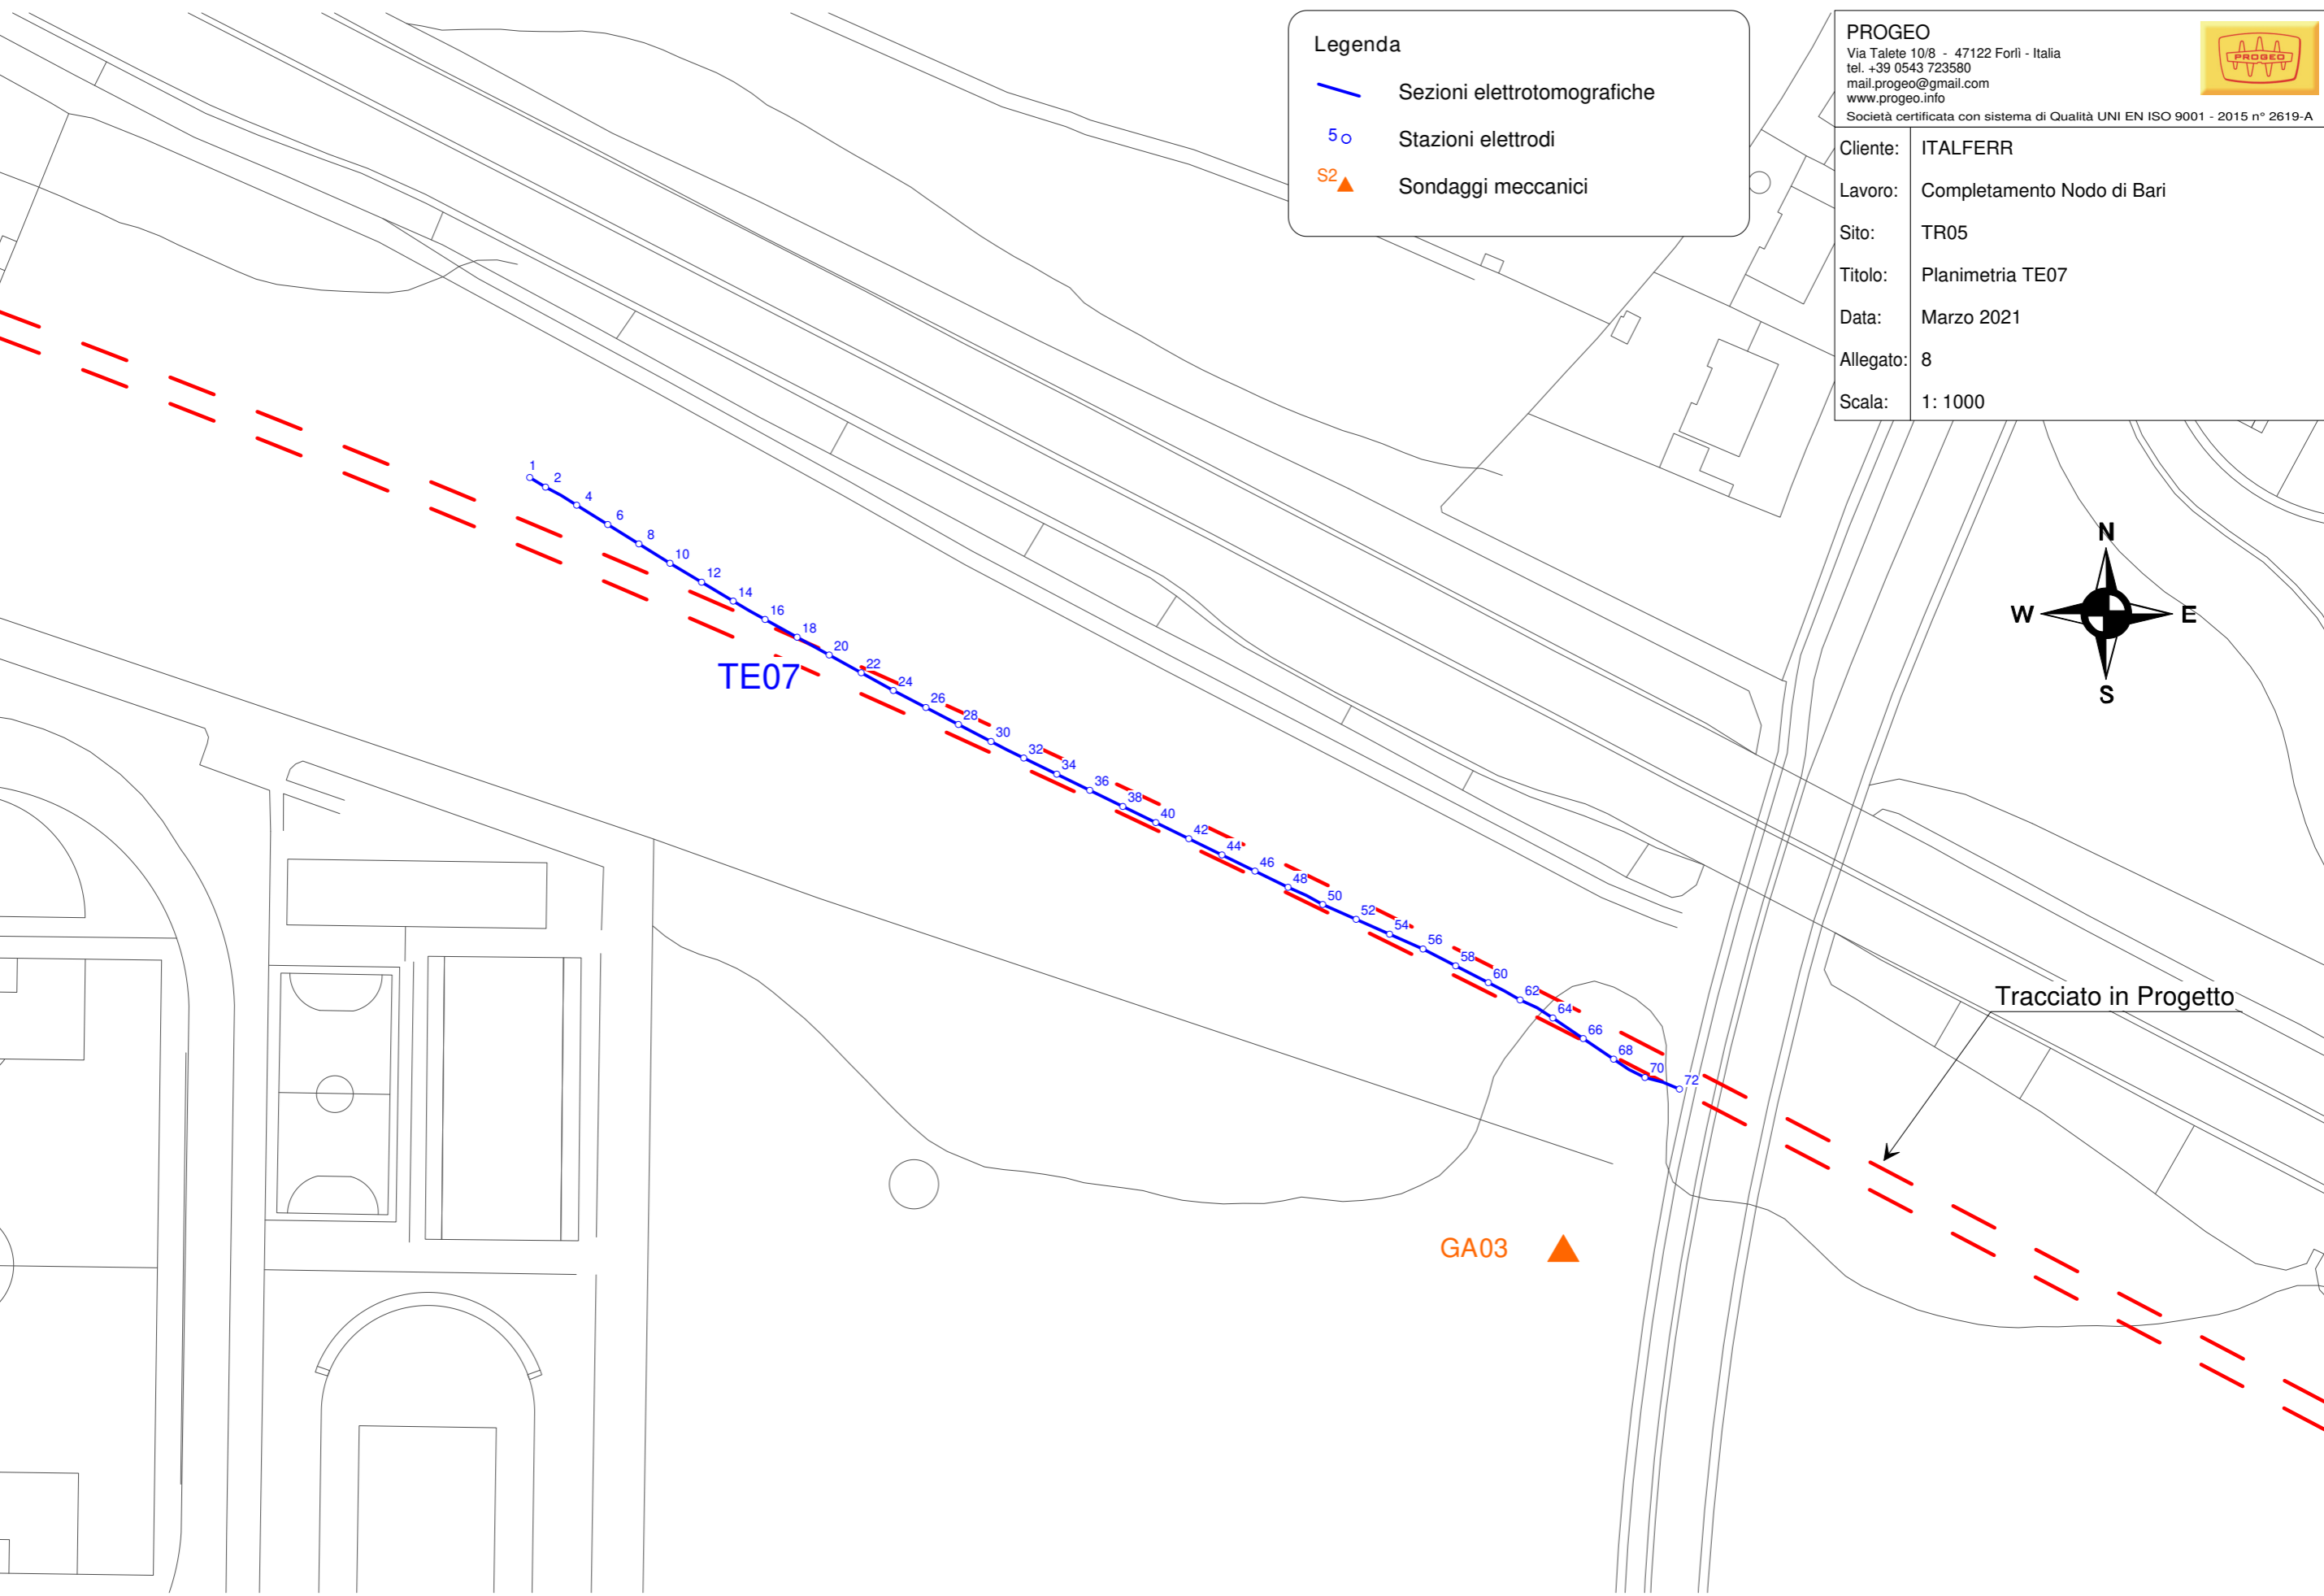 Legenda
Sezioni elettrotomografiche
5 Stazioni elettrodi
S2 Sondaggi meccanici
PROGEO
Via Talete 10/8 - 47122 Forlì - Italia
tel. +39 0543 723580
mail.progeo@gmail.com
www.progeo.info
Società certificata con sistema di Qualità UNI EN ISO 9001 - 2015 n° 2619-A
PROGEO
Cliente: ITALFERR
Lavoro: Completamento Nodo di Bari
Sito: TR05
Titolo: Planimetria TE07
Data: Marzo 2021
Allegato: 8
Scala: 1: 1000
N
W E
S
1
2
4
6
8
10
12
14
16
18
20
22
24
26
28
30
32
34
36
38
40
42
44
46
48
50
52
54
56
58
60
62
64
66
68
70
72
TE07
Tracciato in Progetto
GA03